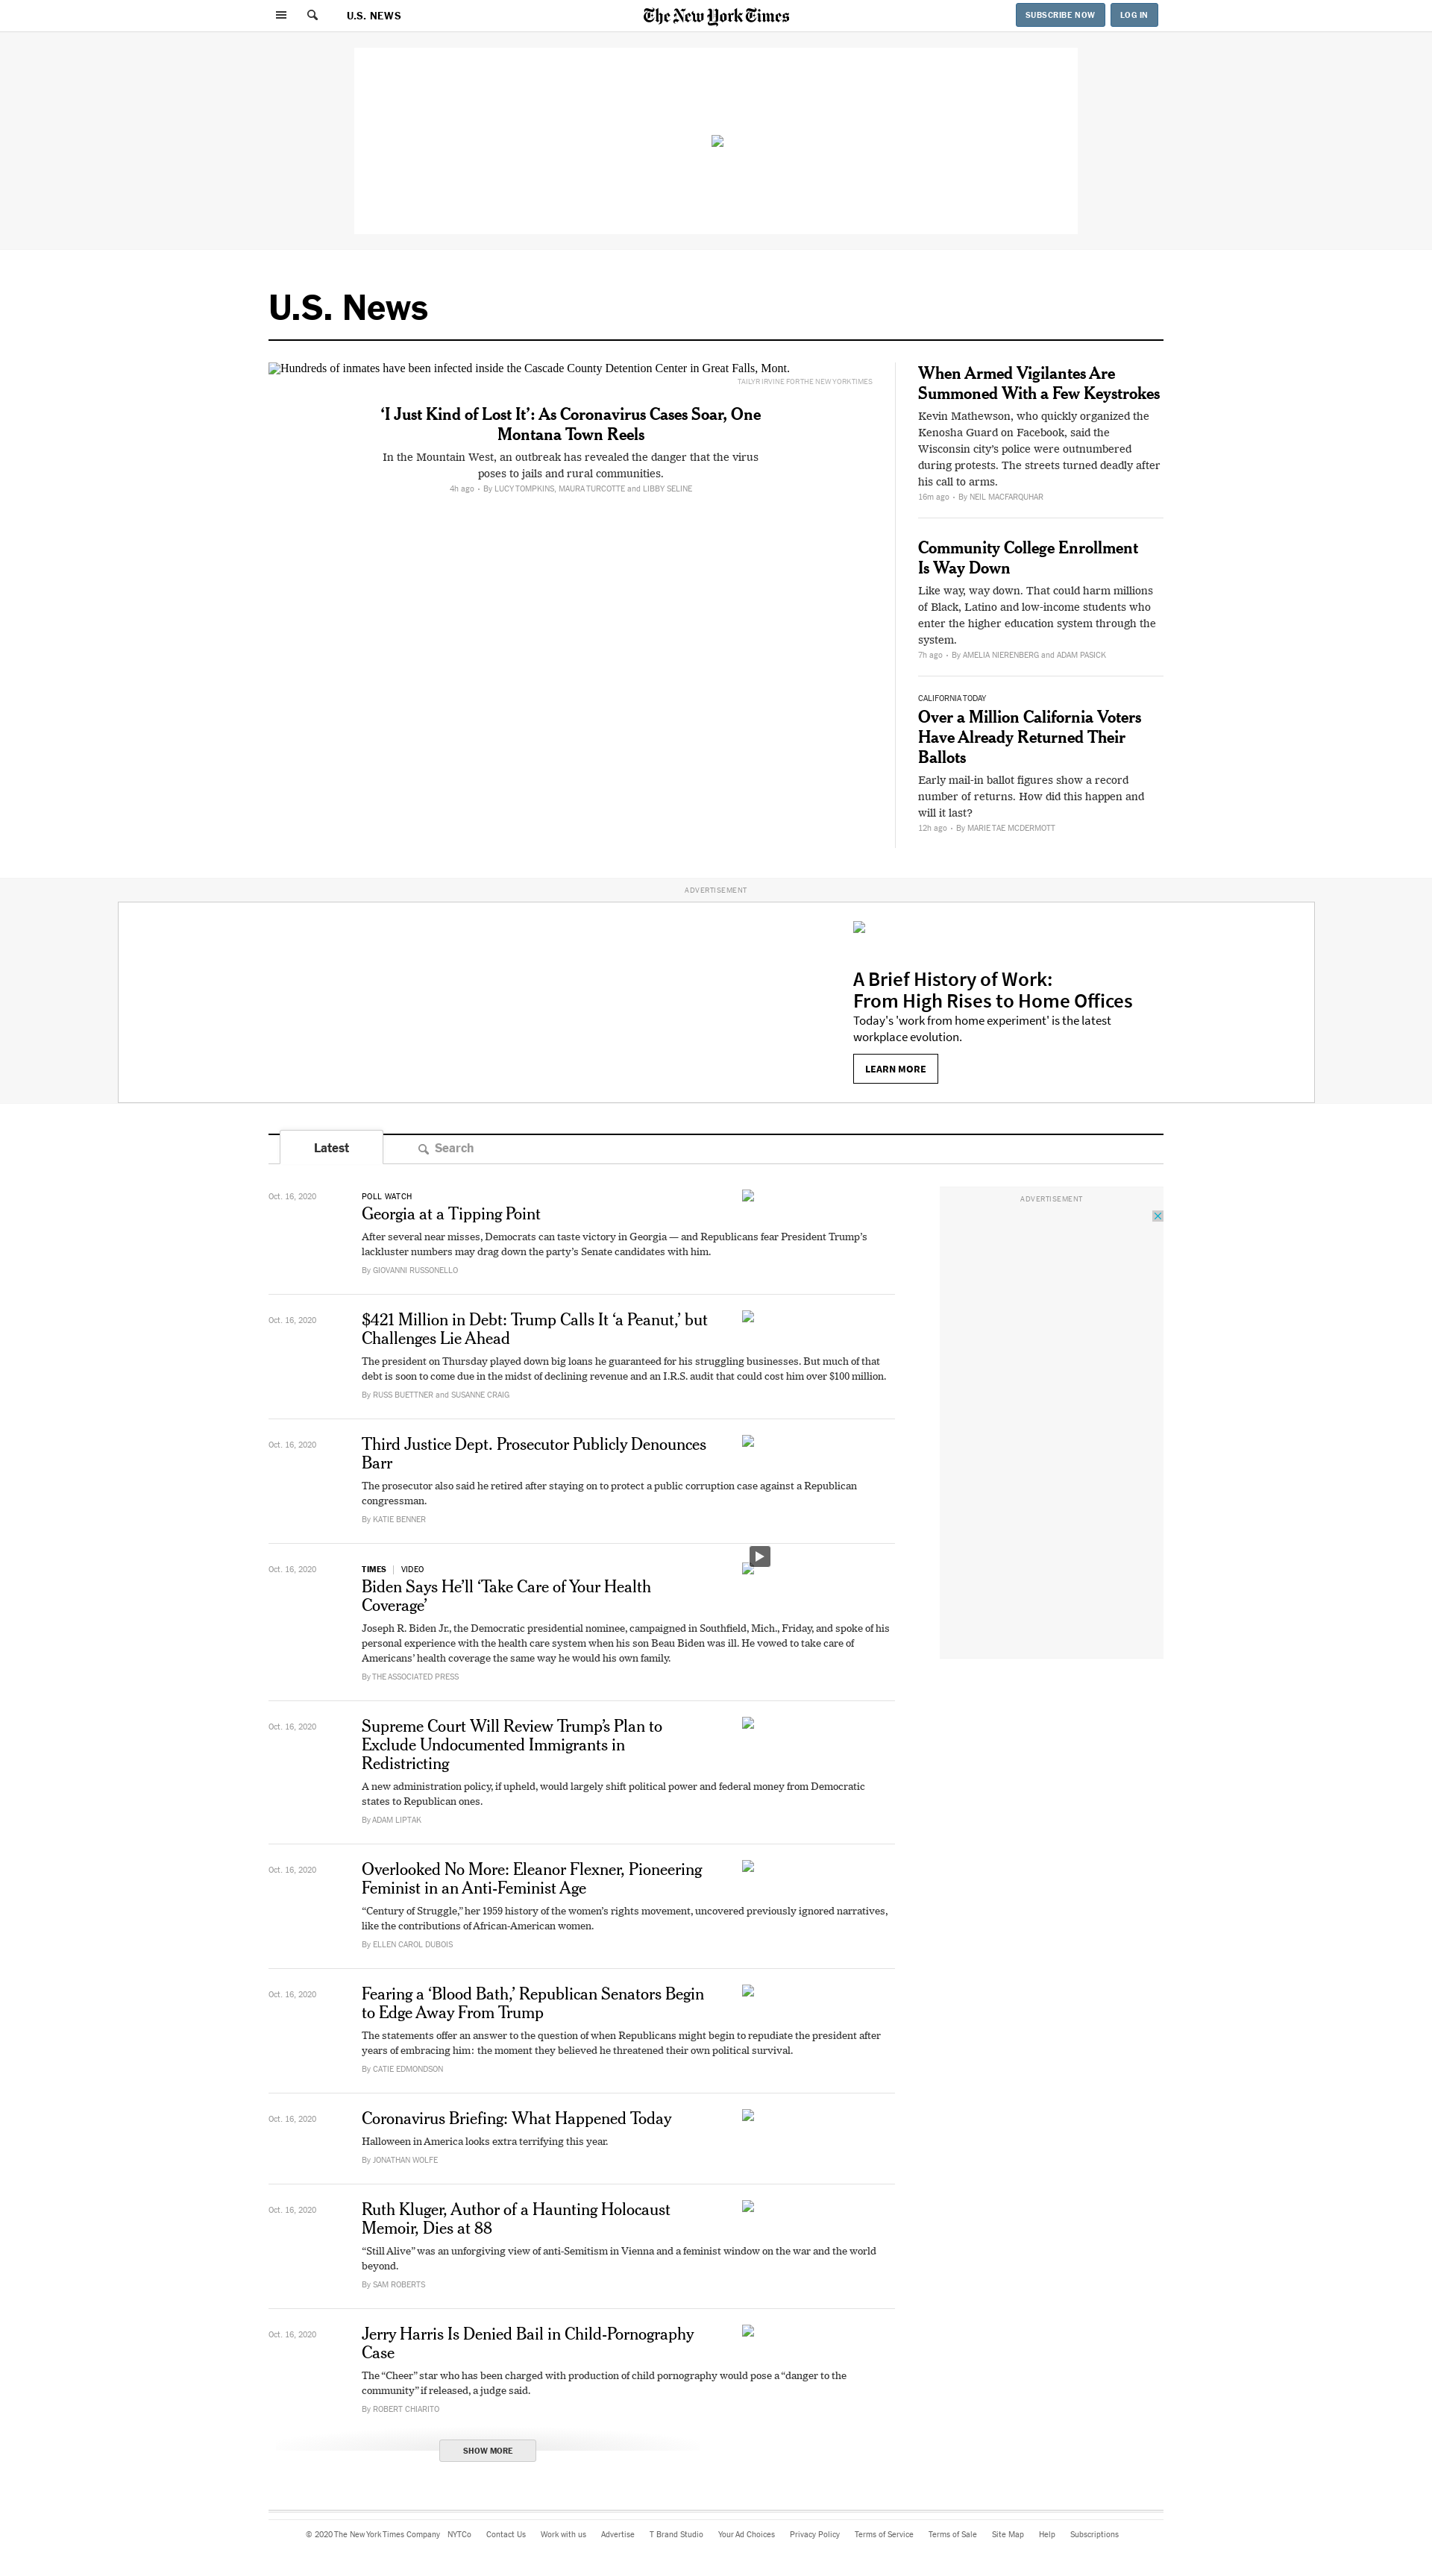 U.S. NEWS
The New York Times
SUBSCRIBE NOW
LOG IN
U.S. News
Hundreds of inmates have been infected inside the Cascade County Detention Center in Great Falls, Mont.
TAILYR IRVINE FOR THE NEW YORK TIMES
‘I Just Kind of Lost It’: As Coronavirus Cases Soar, One
Montana Town Reels
In the Mountain West, an outbreak has revealed the danger that the virus
poses to jails and rural communities.
4h ago • By LUCY TOMPKINS, MAURA TURCOTTE and LIBBY SELINE
When Armed Vigilantes Are
Summoned With a Few Keystrokes
Kevin Mathewson, who quickly organized the
Kenosha Guard on Facebook, said the
Wisconsin city’s police were outnumbered
during protests. The streets turned deadly after
his call to arms.
16m ago • By NEIL MACFARQUHAR
Community College Enrollment
Is Way Down
Like way, way down. That could harm millions
of Black, Latino and low-income students who
enter the higher education system through the
system.
7h ago • By AMELIA NIERENBERG and ADAM PASICK
CALIFORNIA TODAY
Over a Million California Voters
Have Already Returned Their
Ballots
Early mail-in ballot figures show a record
number of returns. How did this happen and
will it last?
12h ago • By MARIE TAE MCDERMOTT
ADVERTISEMENT
A Brief History of Work:
From High Rises to Home Offices
Today's 'work from home experiment' is the latest
workplace evolution.
LEARN MORE
Latest
Search
ADVERTISEMENT
Oct. 16, 2020
POLL WATCH
Georgia at a Tipping Point
After several near misses, Democrats can taste victory in Georgia — and Republicans fear President Trump’s
lackluster numbers may drag down the party’s Senate candidates with him.
By GIOVANNI RUSSONELLO
Oct. 16, 2020
$421 Million in Debt: Trump Calls It ‘a Peanut,’ but
Challenges Lie Ahead
The president on Thursday played down big loans he guaranteed for his struggling businesses. But much of that
debt is soon to come due in the midst of declining revenue and an I.R.S. audit that could cost him over $100 million.
By RUSS BUETTNER and SUSANNE CRAIG
Oct. 16, 2020
Third Justice Dept. Prosecutor Publicly Denounces
Barr
The prosecutor also said he retired after staying on to protect a public corruption case against a Republican
congressman.
By KATIE BENNER
Oct. 16, 2020
TIMES | VIDEO
Biden Says He’ll ‘Take Care of Your Health
Coverage’
Joseph R. Biden Jr., the Democratic presidential nominee, campaigned in Southfield, Mich., Friday, and spoke of his
personal experience with the health care system when his son Beau Biden was ill. He vowed to take care of
Americans’ health coverage the same way he would his own family.
By THE ASSOCIATED PRESS
Oct. 16, 2020
Supreme Court Will Review Trump’s Plan to
Exclude Undocumented Immigrants in
Redistricting
A new administration policy, if upheld, would largely shift political power and federal money from Democratic
states to Republican ones.
By ADAM LIPTAK
Oct. 16, 2020
Overlooked No More: Eleanor Flexner, Pioneering
Feminist in an Anti-Feminist Age
“Century of Struggle,” her 1959 history of the women’s rights movement, uncovered previously ignored narratives,
like the contributions of African-American women.
By ELLEN CAROL DUBOIS
Oct. 16, 2020
Fearing a ‘Blood Bath,’ Republican Senators Begin
to Edge Away From Trump
The statements offer an answer to the question of when Republicans might begin to repudiate the president after
years of embracing him: the moment they believed he threatened their own political survival.
By CATIE EDMONDSON
Oct. 16, 2020
Coronavirus Briefing: What Happened Today
Halloween in America looks extra terrifying this year.
By JONATHAN WOLFE
Oct. 16, 2020
Ruth Kluger, Author of a Haunting Holocaust
Memoir, Dies at 88
“Still Alive” was an unforgiving view of anti-Semitism in Vienna and a feminist window on the war and the world
beyond.
By SAM ROBERTS
Oct. 16, 2020
Jerry Harris Is Denied Bail in Child-Pornography
Case
The “Cheer” star who has been charged with production of child pornography would pose a “danger to the
community” if released, a judge said.
By ROBERT CHIARITO
SHOW MORE
© 2020 The New York Times Company NYTCo Contact Us Work with us Advertise T Brand Studio Your Ad Choices Privacy Policy Terms of Service Terms of Sale Site Map Help Subscriptions